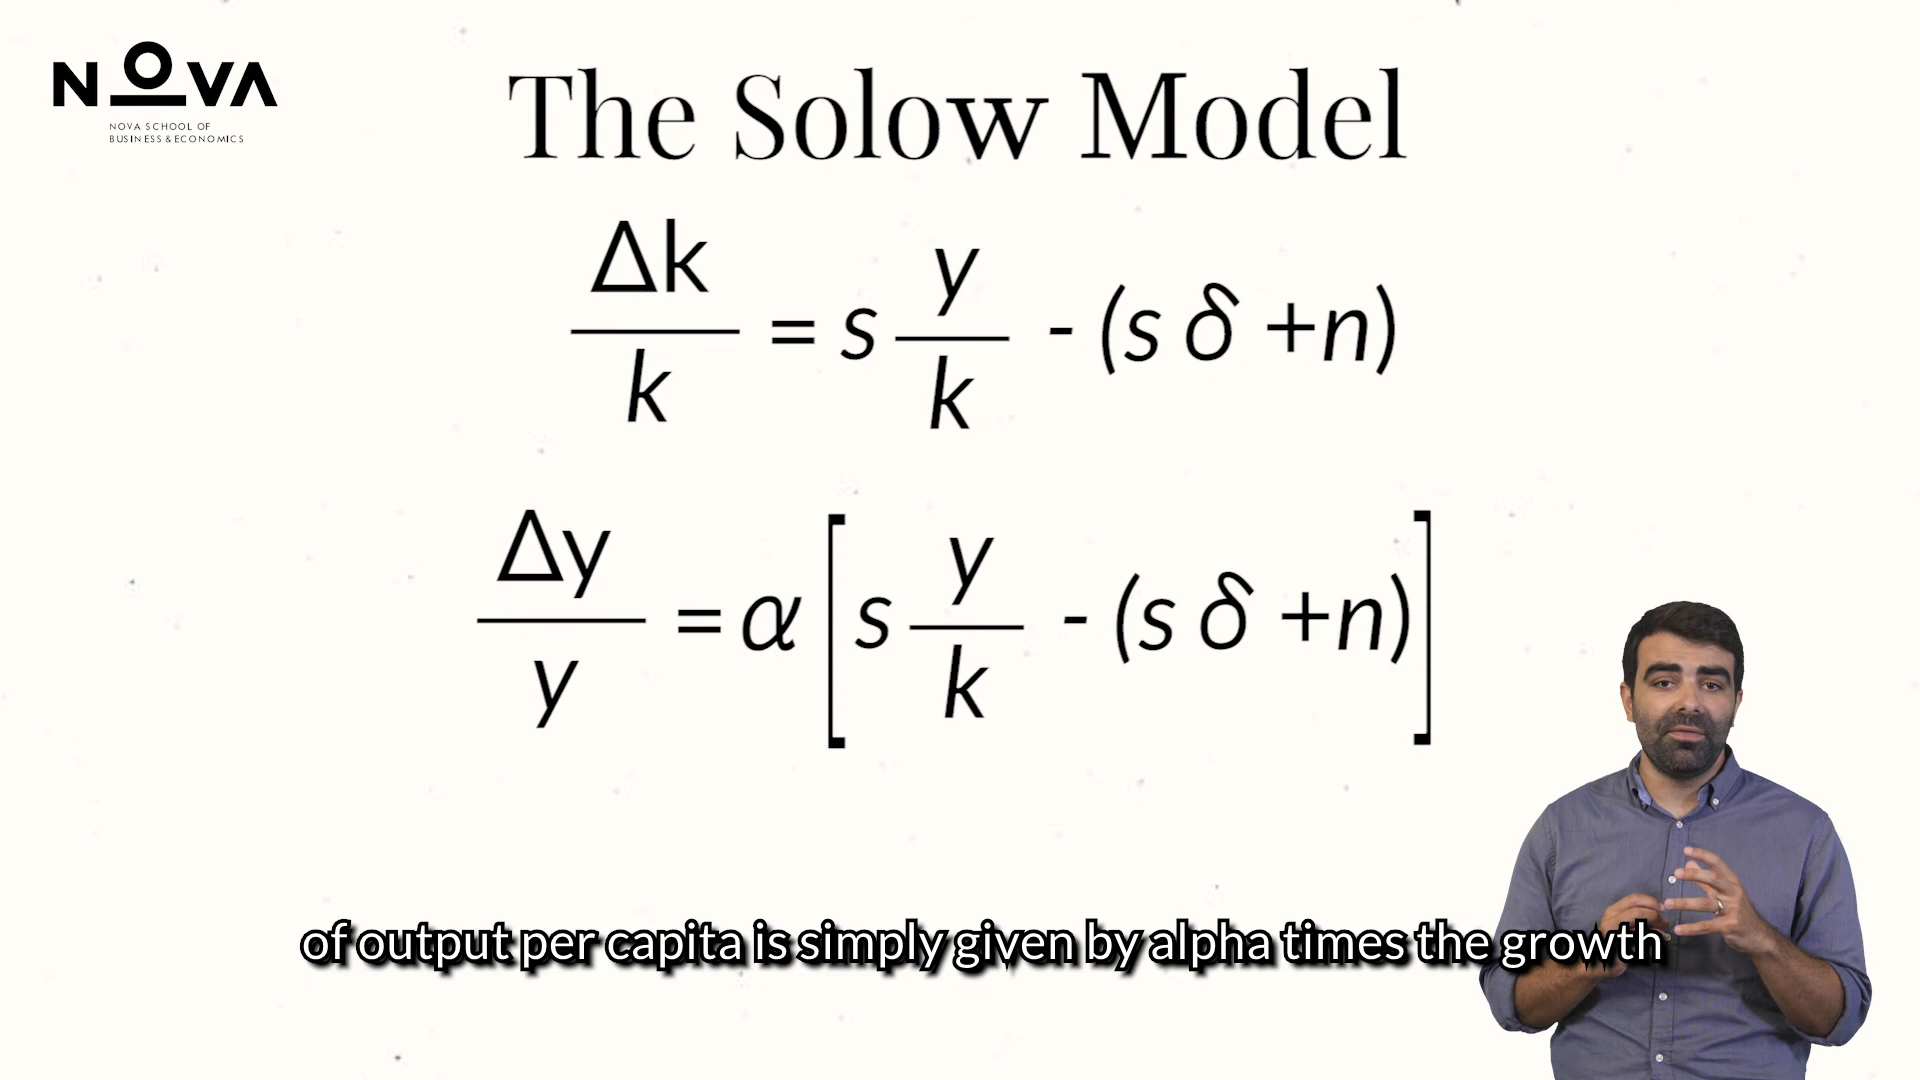 NOVA
NOVA SCHOOL OF
BUSINESS & ECONOMICS
The Solow Model
Δk/k = s y/k - (s δ +n)
Δy/y = α [s y/k - (s δ +n)]
of output per capita is simply given by alpha times the growth